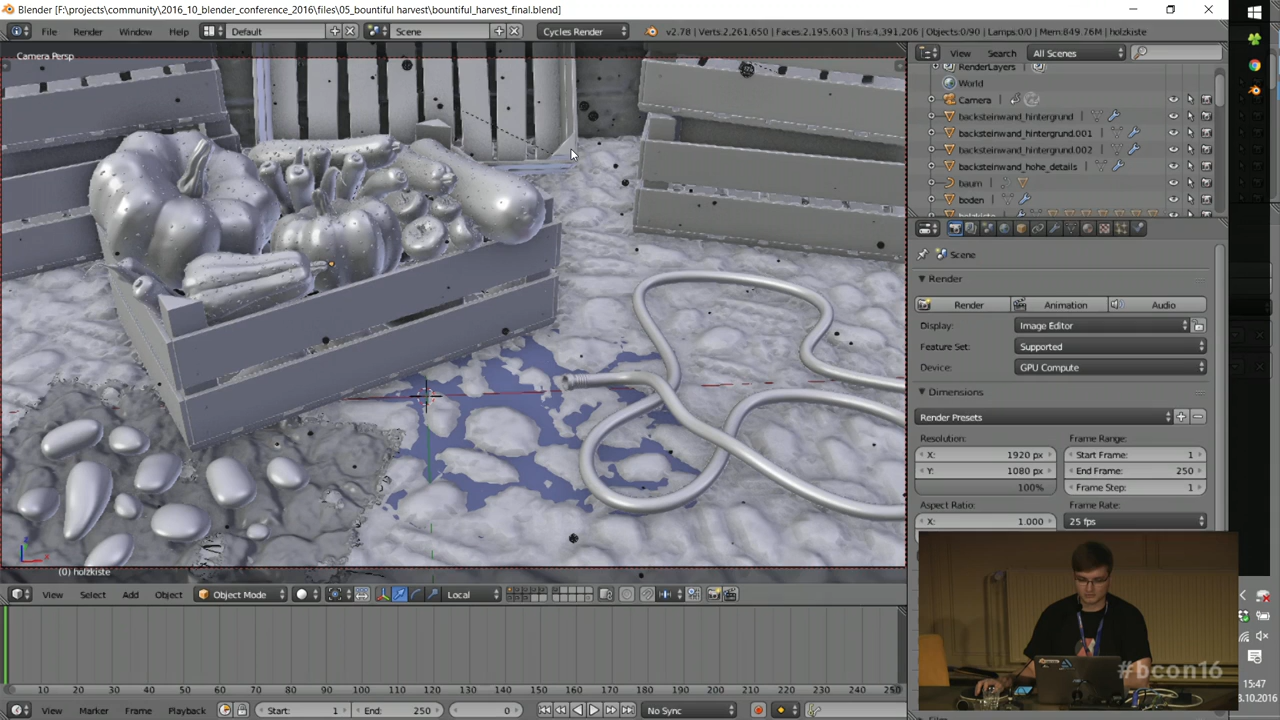 Blender [F:\projects\community\2016_10_blender_conference_2016\files\05_bountiful harvest\bountiful_harvest_final.blend]
File Render Window Help Default Scene Cycles Render v2.78 | Verts:2,261,650 | Faces:2,195,603 | Tris:4,391,206 | Objects:0/90 | Lamps:0/0 | Mem:849.76M | holzkiste
Camera Persp
View Search All Scenes
RenderLayers
World
Camera
backsteinwand_hintergrund
backsteinwand_hintergrund.001
backsteinwand_hintergrund.002
backsteinwand_hohe_details
baum
boden
Scene
Render
Render Animation Audio
Display: Image Editor
Feature Set: Supported
Device: GPU Compute
Dimensions
Render Presets
Resolution: Frame Range:
X: 1920 px Start Frame: 1
Y: 1080 px End Frame: 250
100% Frame Step: 1
Aspect Ratio: Frame Rate:
X: 1.000 25 fps
(0) holzkiste
View Select Add Object Object Mode Local
10 20 30 40 50 60 70 80 90 100 110 120 130 140 150 160 170 180 190 200 210 220 230 240 250
View Marker Frame Playback Start: 1 End: 250 0 No Sync
#bcon16
15:47
8.10.2016